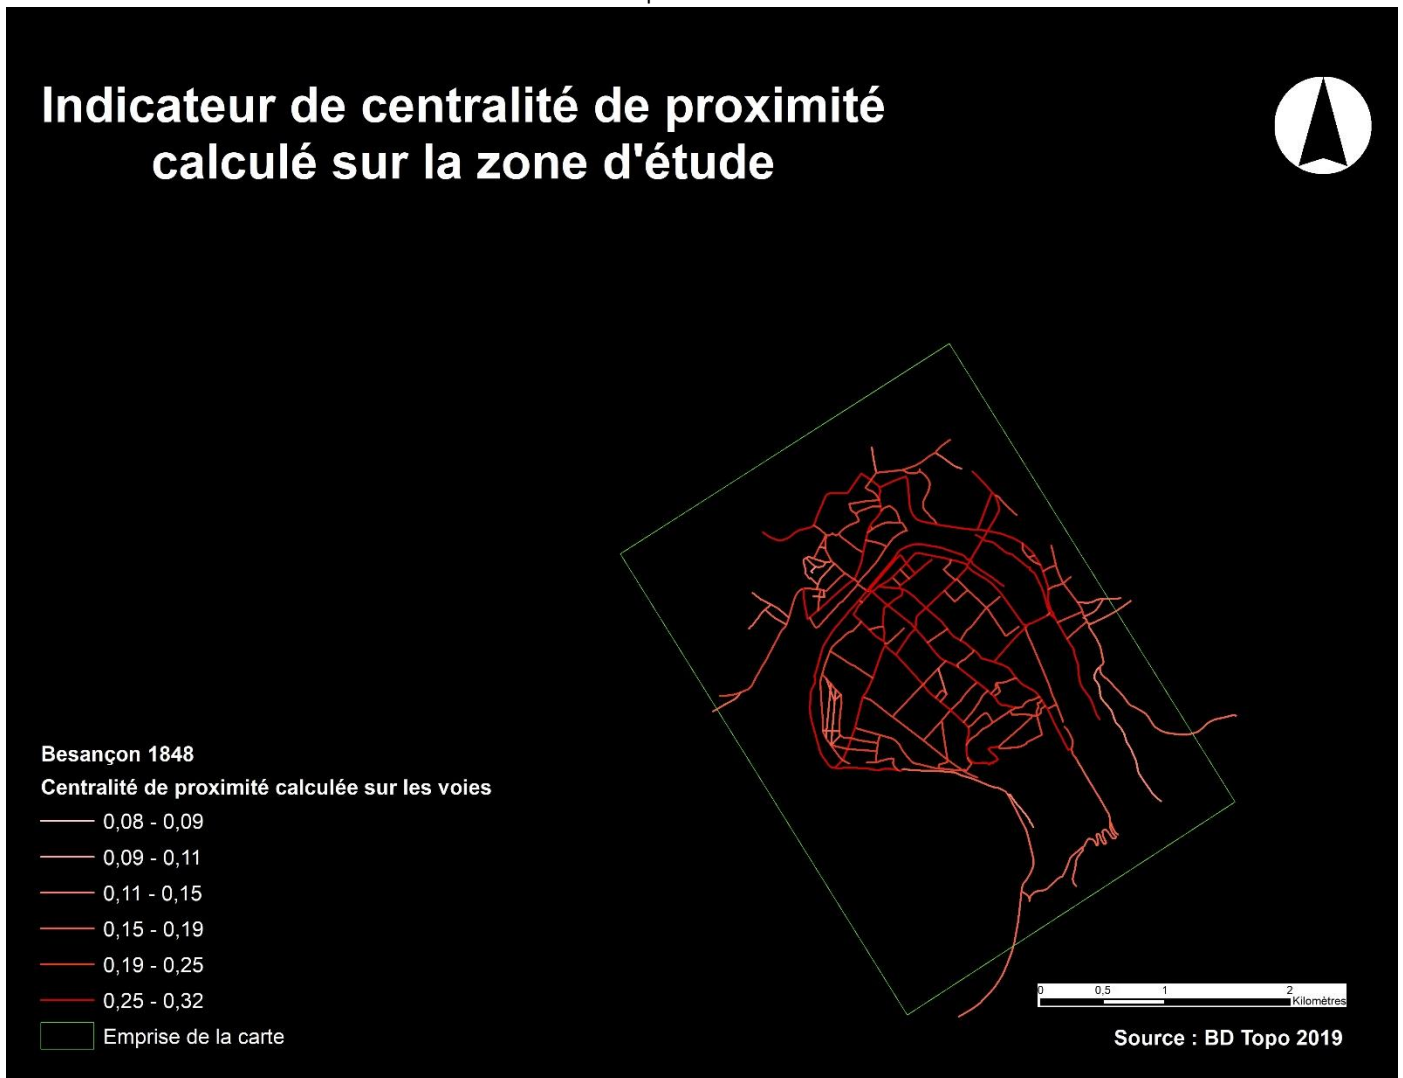 Indicateur de centralité de proximité
calculé sur la zone d'étude
Besançon 1848
Centralité de proximité calculée sur les voies
0,08 - 0,09
0,09 - 0,11
0,11 - 0,15
0,15 - 0,19
0,19 - 0,25
0,25 - 0,32
Emprise de la carte
0 0,5 1 2
Kilomètres
Source : BD Topo 2019